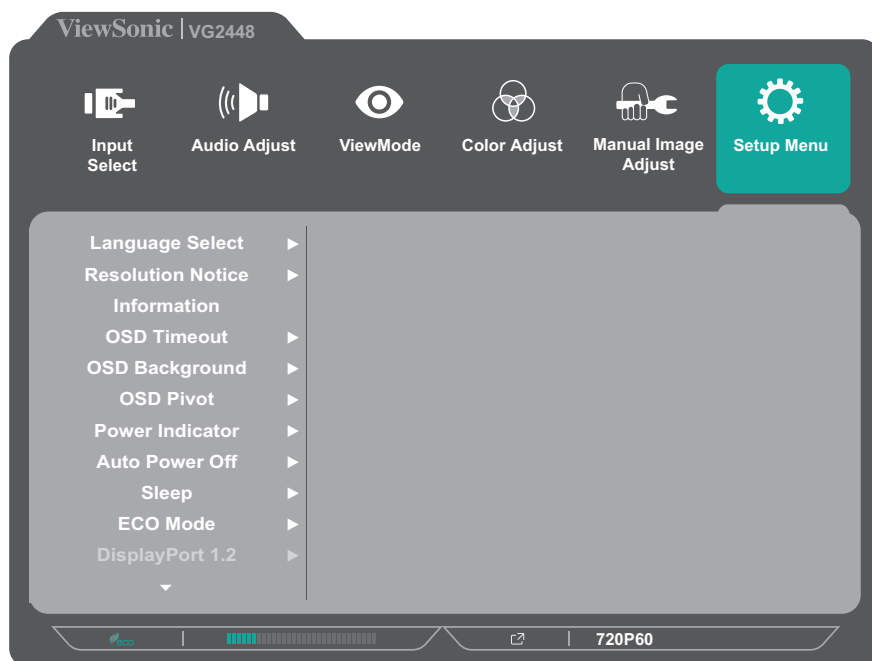 ViewSonic | VG2448
Input
Select
Audio Adjust
ViewMode
Color Adjust
Manual Image
Adjust
Setup Menu
Language Select
Resolution Notice
Information
OSD Timeout
OSD Background
OSD Pivot
Power Indicator
Auto Power Off
Sleep
ECO Mode
DisplayPort 1.2
eco
720P60